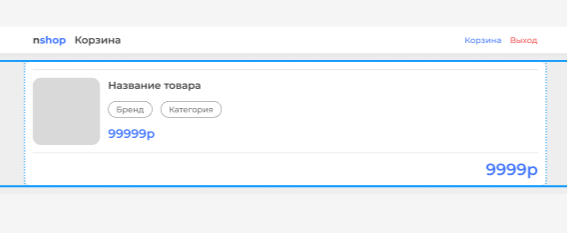 nshop Корзина Корзина Выход
Название товара
Бренд Категория
99999р
9999р